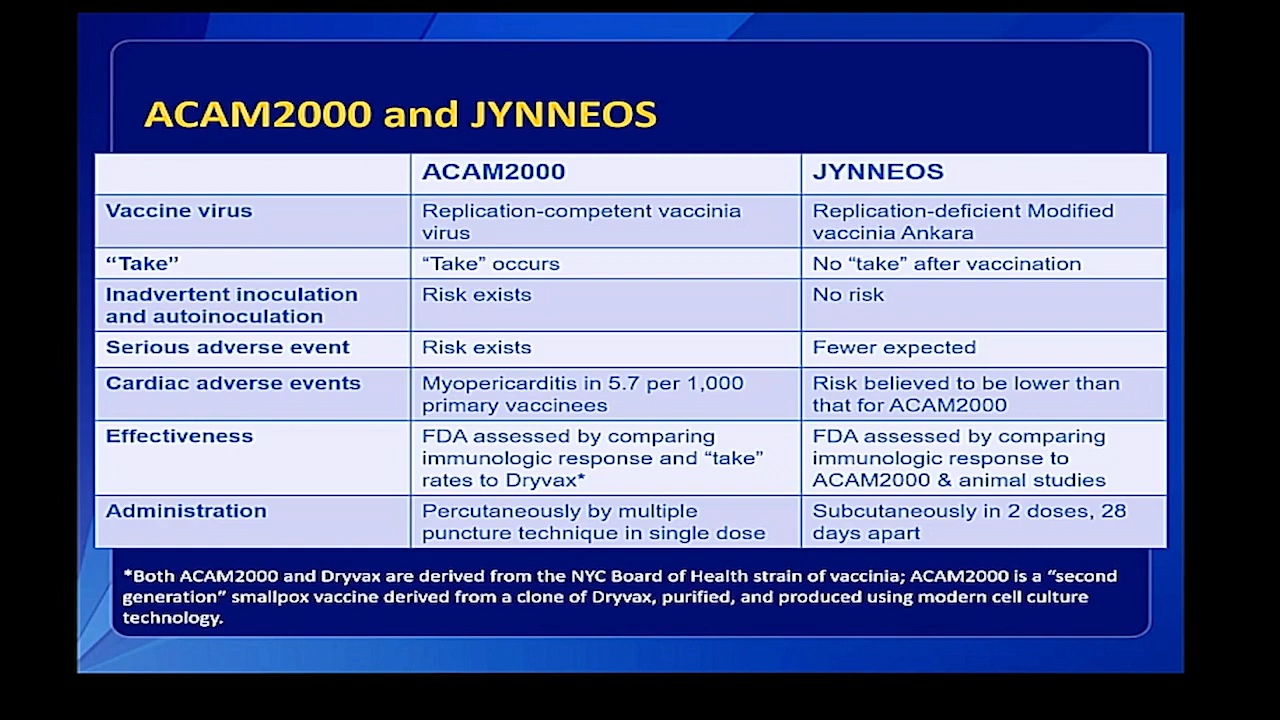 ACAM2000 and JYNNEOS
ACAM2000
JYNNEOS
Vaccine virus
Replication-competent vaccinia
virus
Replication-deficient Modified
vaccinia Ankara
“Take”
“Take” occurs
No “take” after vaccination
Inadvertent inoculation
and autoinoculation
Risk exists
No risk
Serious adverse event
Risk exists
Fewer expected
Cardiac adverse events
Myopericarditis in 5.7 per 1,000
primary vaccinees
Risk believed to be lower than
that for ACAM2000
Effectiveness
FDA assessed by comparing
immunologic response and “take”
rates to Dryvax*
FDA assessed by comparing
immunologic response to
ACAM2000 & animal studies
Administration
Percutaneously by multiple
puncture technique in single dose
Subcutaneously in 2 doses, 28
days apart
*Both ACAM2000 and Dryvax are derived from the NYC Board of Health strain of vaccinia; ACAM2000 is a “second
generation” smallpox vaccine derived from a clone of Dryvax, purified, and produced using modern cell culture
technology.